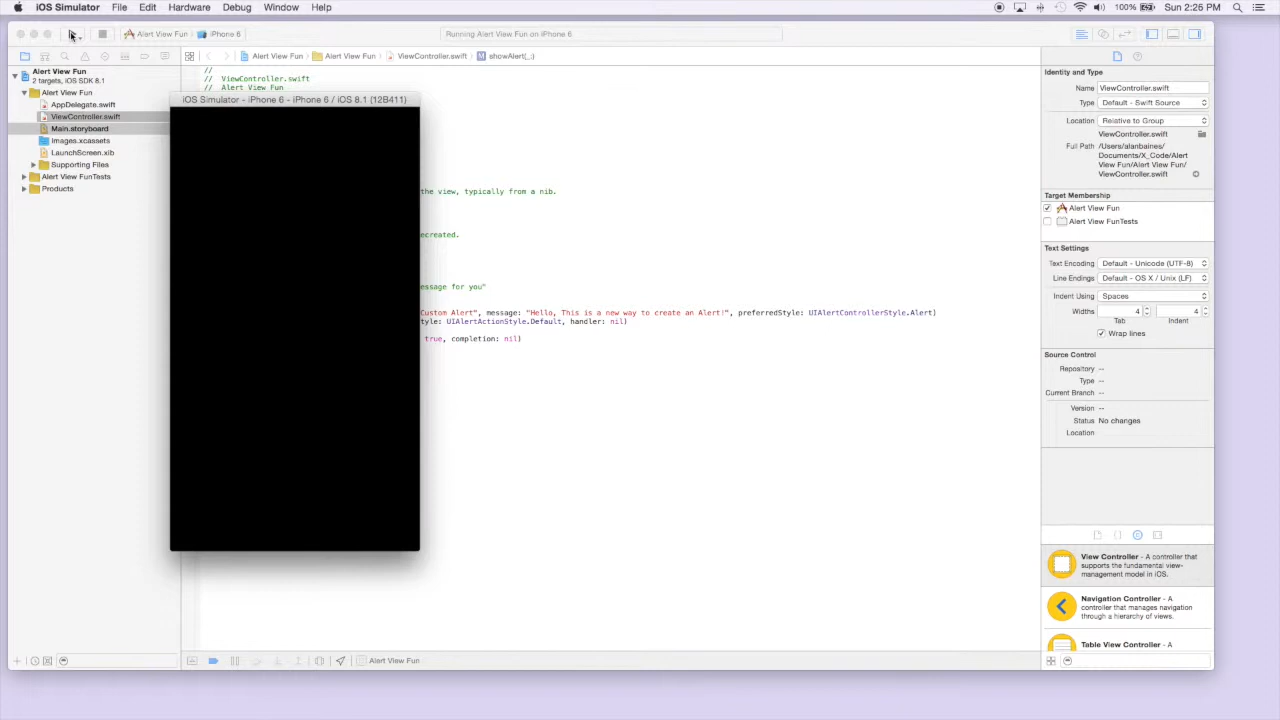 iOS Simulator File Edit Hardware Debug Window Help
100% Sun 2:26 PM
Alert View Fun iPhone 6
Running Alert View Fun on iPhone 6
Alert View Fun
2 targets, iOS SDK 8.1
Alert View Fun
AppDelegate.swift
ViewController.swift
Main.storyboard
Images.xcassets
LaunchScreen.xib
Supporting Files
Alert View FunTests
Products
Alert View Fun Alert View Fun ViewController.swift M showAlert(_:)
//
// ViewController.swift
// Alert View Fun
iOS Simulator - iPhone 6 - iPhone 6 / iOS 8.1 (12B411)
the view, typically from a nib.
ecreated.
essage for you"
Custom Alert", message: "Hello, This is a new way to create an Alert!", preferredStyle: UIAlertControllerStyle.Alert)
tyle: UIAlertActionStyle.Default, handler: nil)
true, completion: nil)
Alert View Fun
Identity and Type
Name ViewController.swift
Type Default - Swift Source
Location Relative to Group
ViewController.swift
Full Path /Users/alanbaines/
Documents/X_Code/Alert
View Fun/Alert View Fun/
ViewController.swift
Target Membership
Alert View Fun
Alert View FunTests
Text Settings
Text Encoding Default - Unicode (UTF-8)
Line Endings Default - OS X / Unix (LF)
Indent Using Spaces
Widths 4 4
Tab Indent
Wrap lines
Source Control
Repository --
Type --
Current Branch --
Version --
Status No changes
Location
View Controller - A controller that
supports the fundamental view-
management model in iOS.
Navigation Controller - A
controller that manages navigation
through a hierarchy of views.
Table View Controller - A